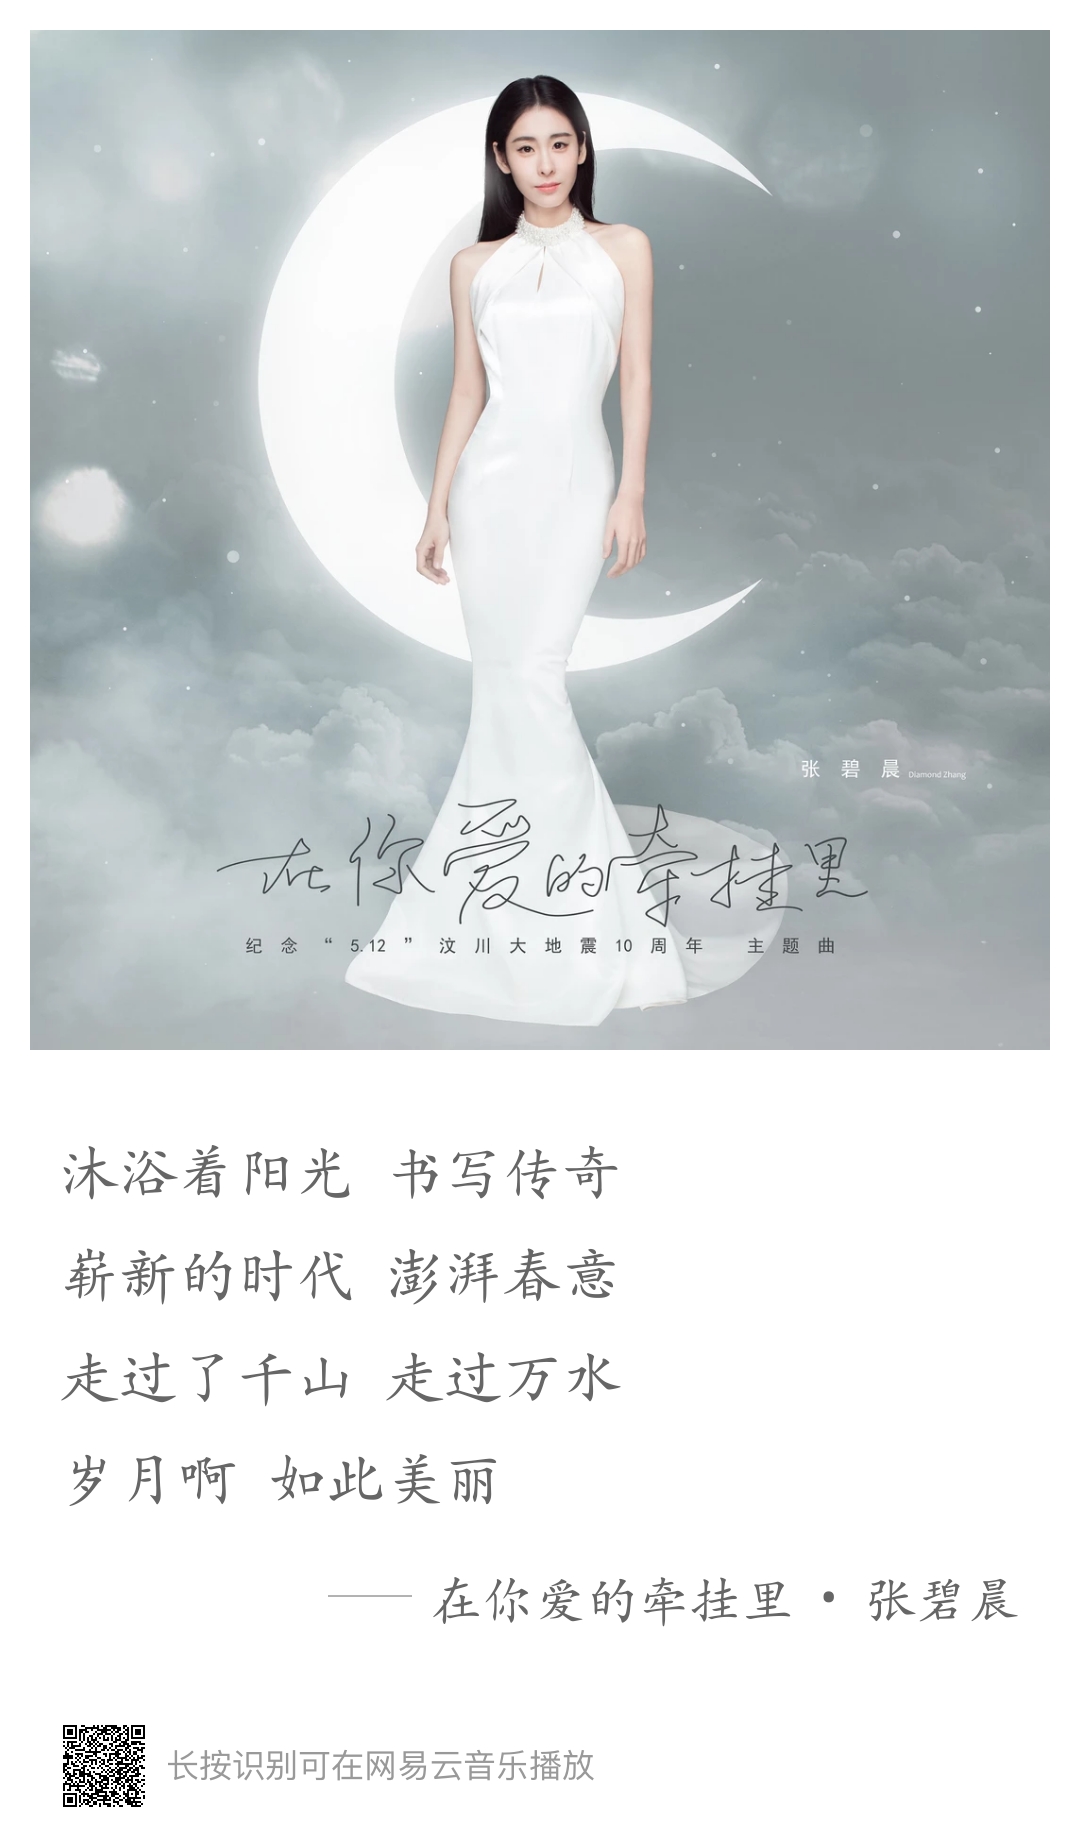 张碧晨 Diamond Zhang
在你爱的牵挂里
纪念“5.12”汶川大地震10周年 主题曲
沐浴着阳光 书写传奇
崭新的时代 澎湃春意
走过了千山 走过万水
岁月啊 如此美丽
—— 在你爱的牵挂里·张碧晨
长按识别可在网易云音乐播放